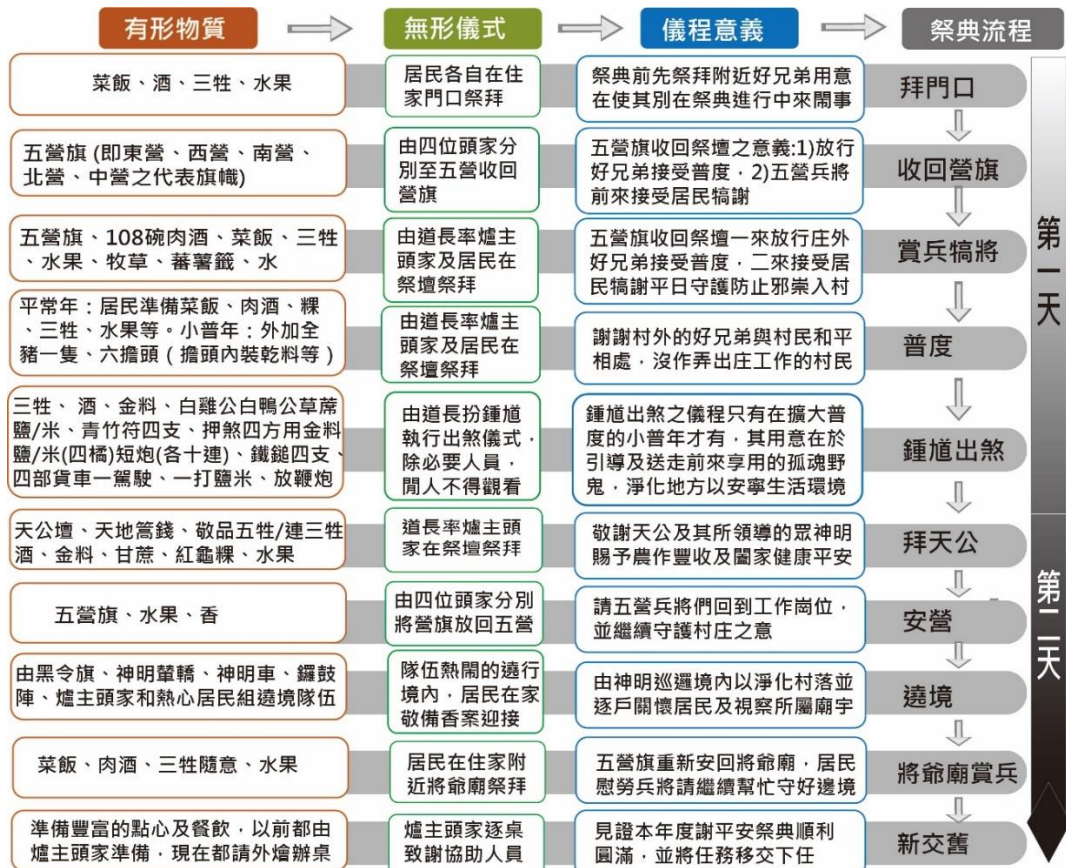 有形物質
無形儀式
儀程意義
祭典流程
菜飯、酒、三牲、水果
居民各自在住
家門口祭拜
祭典前先祭拜附近好兄弟用意
在使其別在祭典進行中來鬧事
拜門口
五營旗 (即東營、西營、南營、
北營、中營之代表旗幟)
由四位頭家分
別至五營收回
營旗
五營旗收回祭壇之意義:1)放行
好兄弟接受普度，2)五營兵將
前來接受居民犒謝
收回營旗
五營旗、108碗肉酒、菜飯、三牲
、水果、牧草、蕃薯籤、水
由道長率爐主
頭家及居民在
祭壇祭拜
五營旗收回祭壇一來放行庄外
好兄弟接受普度，二來接受居
民犒謝平日守護防止邪祟入村
賞兵犒將
平常年：居民準備菜飯、肉酒、粿
、三牲、水果等。小普年：外加全
豬一隻、六擔頭（擔頭內裝乾料等）
由道長率爐主
頭家及居民在
祭壇祭拜
謝謝村外的好兄弟與村民和平
相處，沒作弄出庄工作的村民
普度
三牲、 酒、金料、白雞公白鴨公草蓆
鹽/米、青竹符四支、押煞四方用金料
鹽/米(四橘)短炮(各十連)、鐵鎚四支、
四部貨車一駕駛、一打鹽米、放鞭炮
由道長扮鍾馗
執行出煞儀式，
除必要人員，
閒人不得觀看
鍾馗出煞之儀程只有在擴大普
度的小普年才有，其用意在於
引導及送走前來享用的孤魂野
鬼，淨化地方以安寧生活環境
鍾馗出煞
第一天
天公壇、天地篙錢、敬品五牲/連三牲
酒、金料、甘蔗、紅龜粿、水果
道長率爐主頭
家在祭壇祭拜
敬謝天公及其所領導的眾神明
賜予農作豐收及闔家健康平安
拜天公
五營旗、水果、香
由四位頭家分別
將營旗放回五營
請五營兵將們回到工作崗位，
並繼續守護村庄之意
安營
由黑令旗、神明輦轎、神明車、鑼鼓
陣、爐主頭家和熱心居民組遶境隊伍
隊伍熱鬧的遶行
境內，居民在家
敬備香案迎接
由神明巡邏境內以淨化村落並
逐戶關懷居民及視察所屬廟宇
遶境
菜飯、肉酒、三牲隨意、水果
居民在住家附
近將爺廟祭拜
五營旗重新安回將爺廟，居民
慰勞兵將請繼續幫忙守好邊境
將爺廟賞兵
準備豐富的點心及餐飲，以前都由
爐主頭家準備，現在都請外燴辦桌
爐主頭家逐桌
致謝協助人員
見證本年度謝平安祭典順利
圓滿，並將任務移交下任
新交舊
第二天